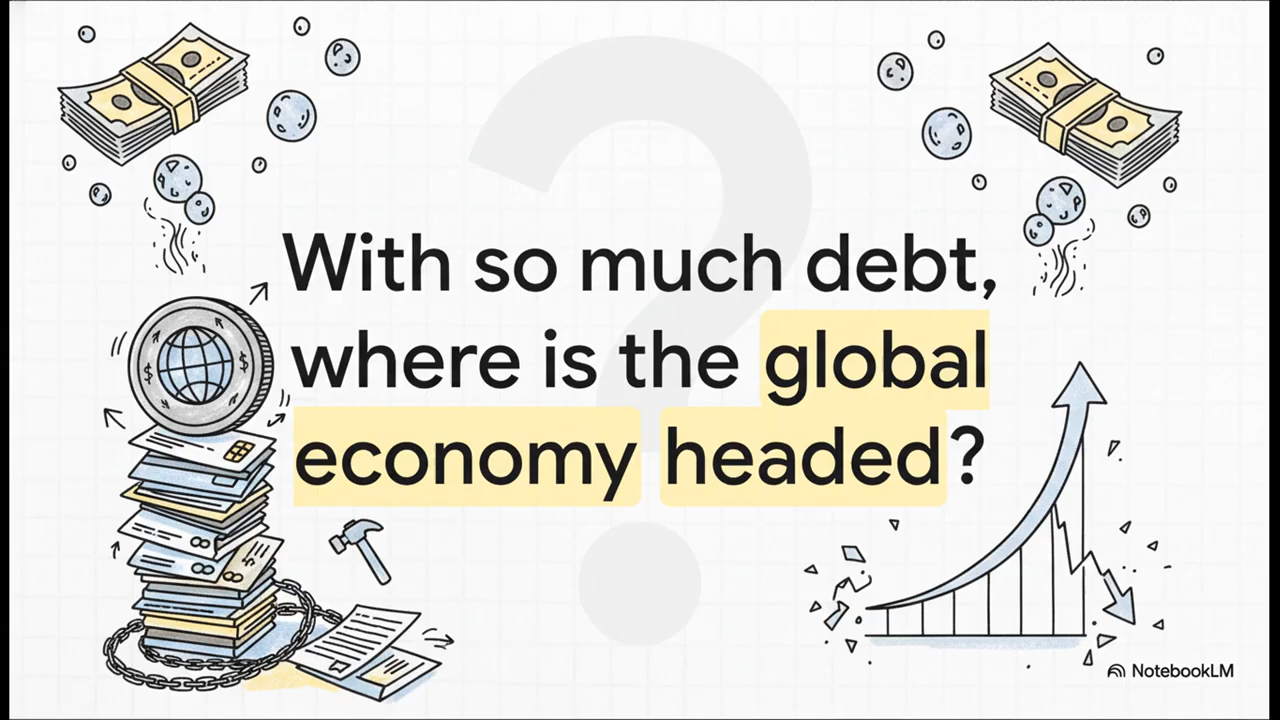 With so much debt,
where is the global
economy headed?
NotebookLM